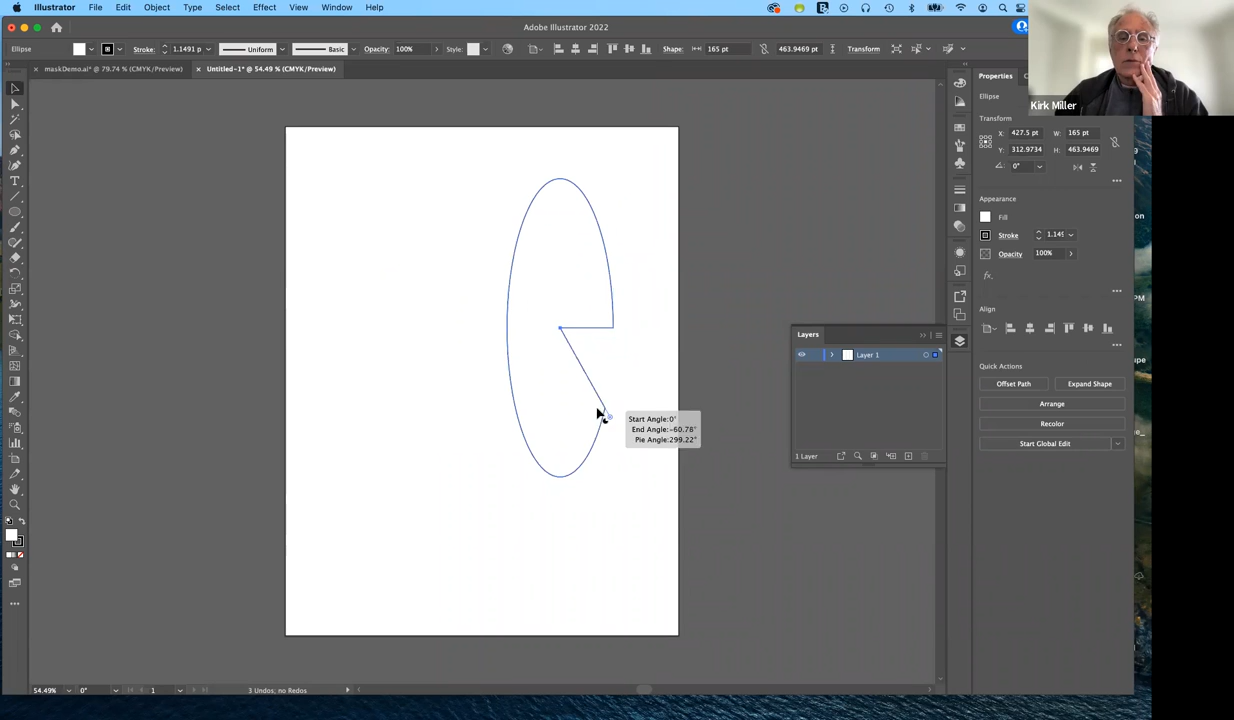 Illustrator File Edit Object Type Select Effect View Window Help
Adobe Illustrator 2022
Ellipse Stroke: 1.1491 p Uniform Basic Opacity: 100% Style: Shape: 165 pt 463.9469 pt Transform
× maskDemo.ai* @ 79.74 % (CMYK/Preview) × Untitled-1* @ 54.49 % (CMYK/Preview)
Properties
Kirk Miller
Ellipse
Transform
X: 427.5 pt W: 165 pt
Y: 312.9734 H: 463.9469
0°
Appearance
Fill
Stroke 1.149
Opacity 100%
fx.
Align
Quick Actions
Offset Path Expand Shape
Arrange
Recolor
Start Global Edit
Layers
Layer 1
1 Layer
Start Angle:0°
End Angle:-60.78°
Pie Angle:299.22°
54.49% 0° 1 3 Undos; no Redos
on
PM